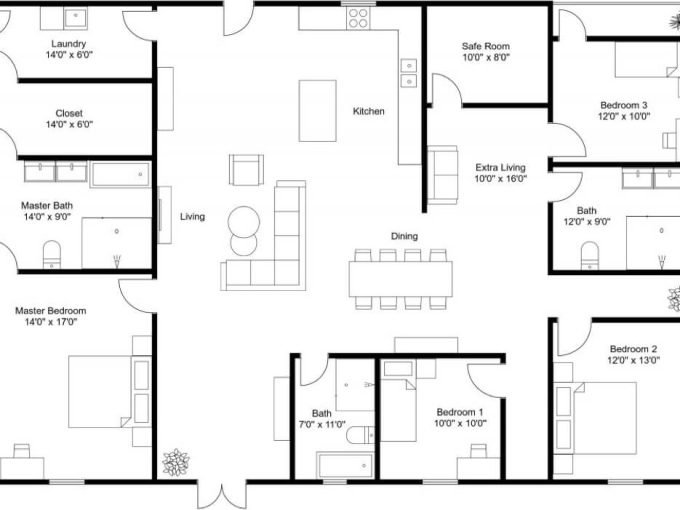 Laundry
14'0" x 6'0"
Safe Room
10'0" x 8'0"
Closet
14'0" x 6'0"
Kitchen
Bedroom 3
12'0" x 10'0"
Extra Living
10'0" x 16'0"
Master Bath
14'0" x 9'0"
Living
Bath
12'0" x 9'0"
Dining
Master Bedroom
14'0" x 17'0"
Bedroom 2
12'0" x 13'0"
Bath
7'0" x 11'0"
Bedroom 1
10'0" x 10'0"